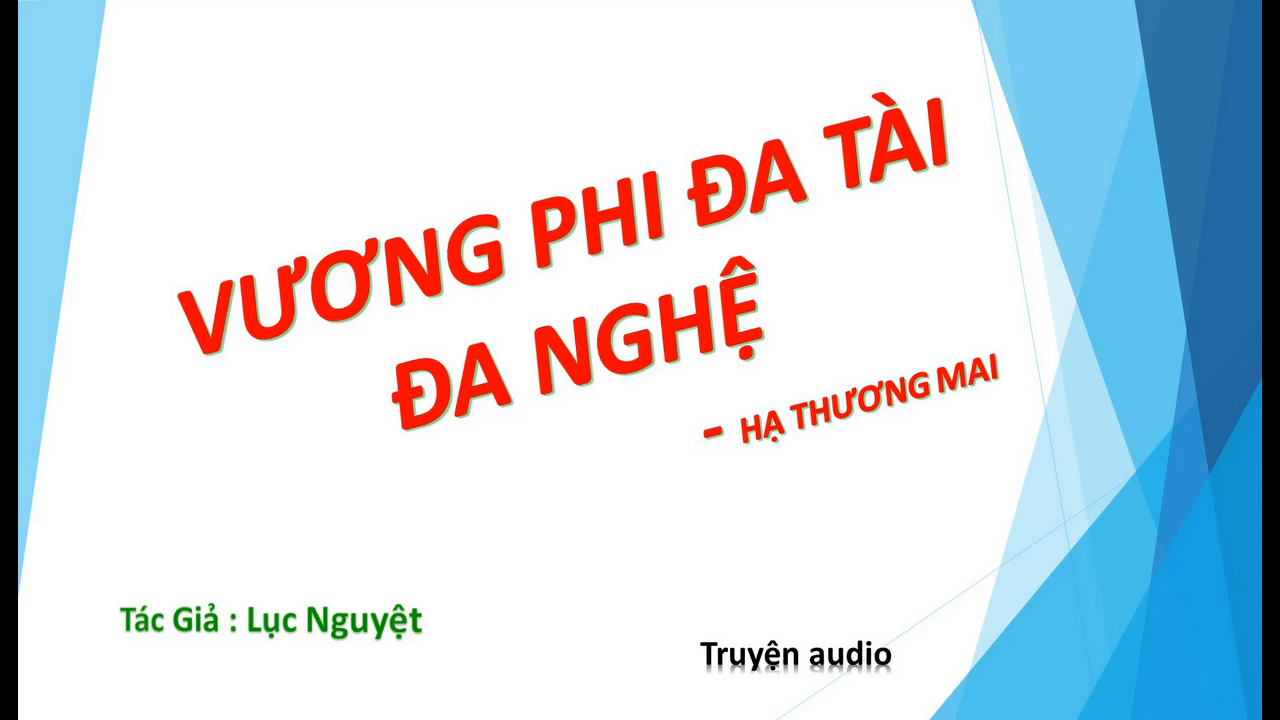 VƯƠNG PHI ĐA TÀI
ĐA NGHỆ
- HẠ THƯƠNG MAI
Tác Giả : Lục Nguyệt
Truyện audio